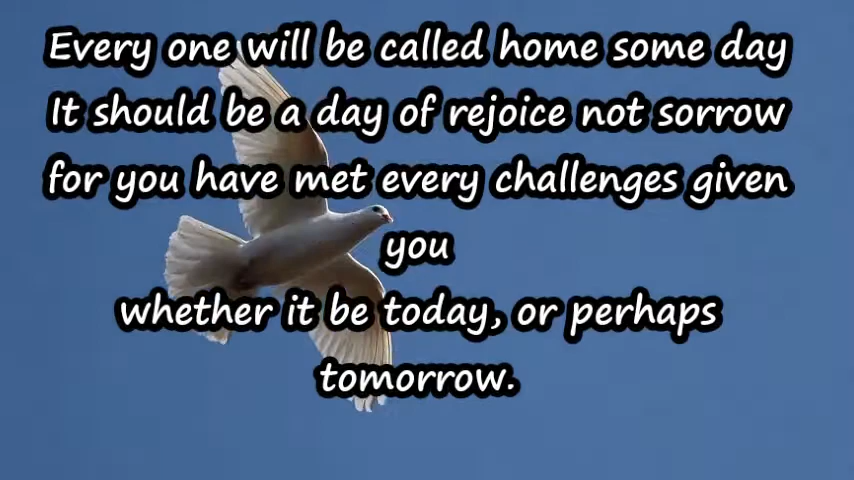 Every one will be called home some day
It should be a day of rejoice not sorrow
for you have met every challenges given
you
whether it be today, or perhaps
tomorrow.